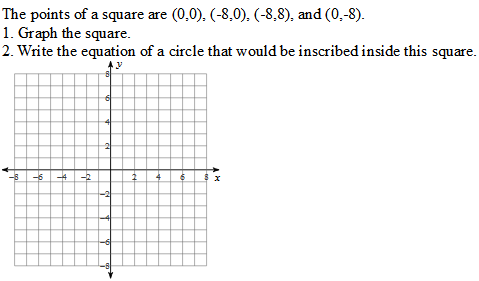 The points of a square are (0,0), (-8,0), (-8,8), and (0,-8).
1. Graph the square.
2. Write the equation of a circle that would be inscribed inside this square.
y
8
6
4
2
-8 -6 -4 -2 2 4 6 8 x
-2
-4
-6
-8